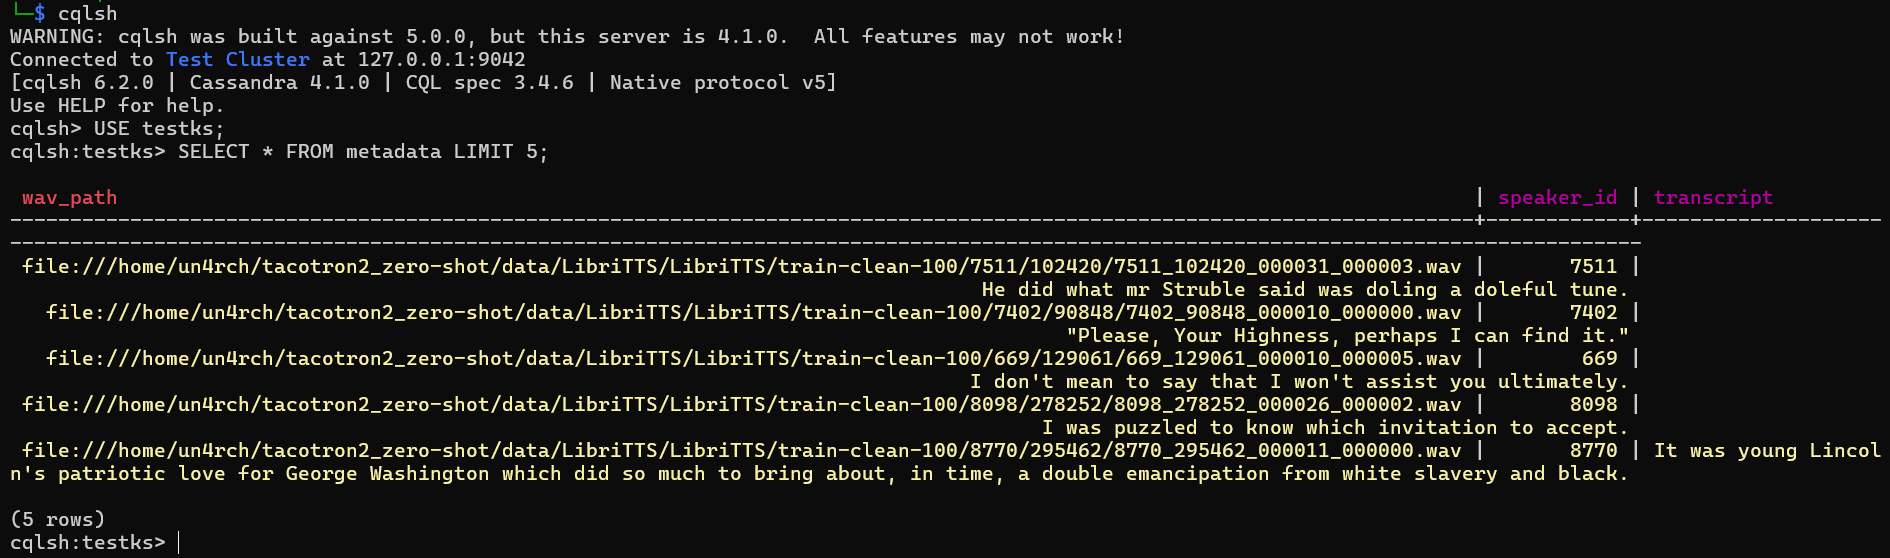 └─$ cqlsh
WARNING: cqlsh was built against 5.0.0, but this server is 4.1.0.  All features may not work!
Connected to Test Cluster at 127.0.0.1:9042
[cqlsh 6.2.0 | Cassandra 4.1.0 | CQL spec 3.4.6 | Native protocol v5]
Use HELP for help.
cqlsh> USE testks;
cqlsh:testks> SELECT * FROM metadata LIMIT 5;
wav_path | speaker_id | transcript
file:///home/un4rch/tacotron2_zero-shot/data/LibriTTS/LibriTTS/train-clean-100/7511/102420/7511_102420_000031_000003.wav | 7511 |
He did what mr Struble said was doling a doleful tune.
file:///home/un4rch/tacotron2_zero-shot/data/LibriTTS/LibriTTS/train-clean-100/7402/90848/7402_90848_000010_000000.wav | 7402 |
"Please, Your Highness, perhaps I can find it."
file:///home/un4rch/tacotron2_zero-shot/data/LibriTTS/LibriTTS/train-clean-100/669/129061/669_129061_000010_000005.wav | 669 |
I don't mean to say that I won't assist you ultimately.
file:///home/un4rch/tacotron2_zero-shot/data/LibriTTS/LibriTTS/train-clean-100/8098/278252/8098_278252_000026_000002.wav | 8098 |
I was puzzled to know which invitation to accept.
file:///home/un4rch/tacotron2_zero-shot/data/LibriTTS/LibriTTS/train-clean-100/8770/295462/8770_295462_000011_000000.wav | 8770 | It was young Lincol
n's patriotic love for George Washington which did so much to bring about, in time, a double emancipation from white slavery and black.
(5 rows)
cqlsh:testks>